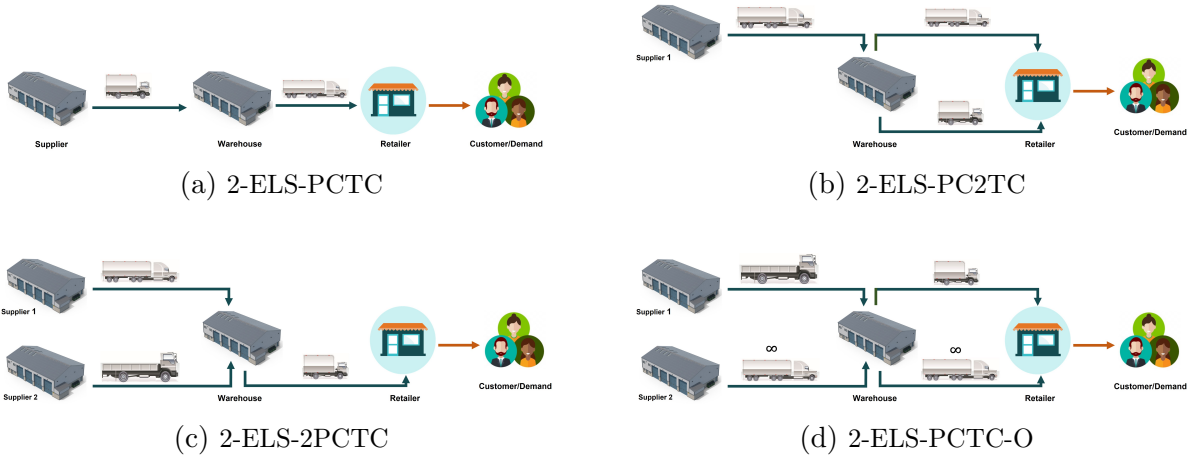 Supplier
Warehouse
Retailer
Customer/Demand
(a) 2-ELS-PCTC
Supplier 1
Warehouse
Retailer
Customer/Demand
(b) 2-ELS-PC2TC
Supplier 1
Supplier 2
Warehouse
Retailer
Customer/Demand
(c) 2-ELS-2PCTC
Supplier 1
∞
∞
Supplier 2
Warehouse
Retailer
Customer/Demand
(d) 2-ELS-PCTC-O